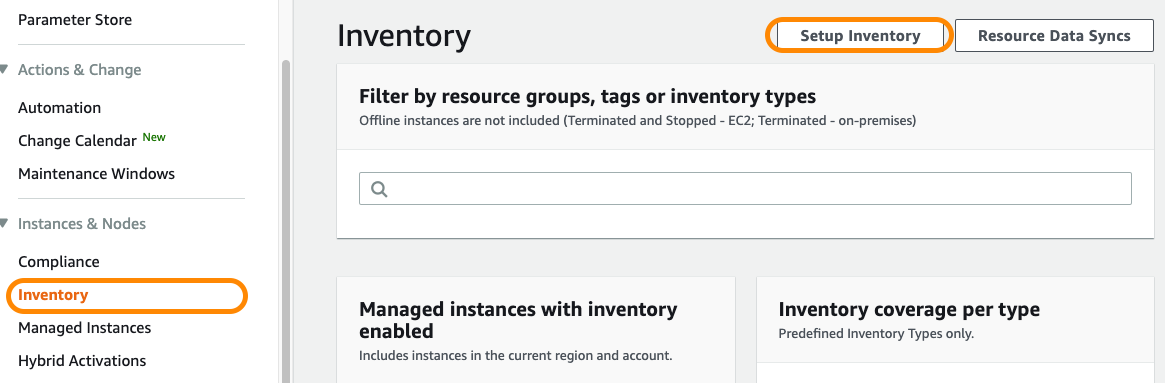 Parameter Store
Actions & Change
Automation
Change Calendar New
Maintenance Windows
Instances & Nodes
Compliance
Inventory
Managed Instances
Hybrid Activations
Inventory
Setup Inventory
Resource Data Syncs
Filter by resource groups, tags or inventory types
Offline instances are not included (Terminated and Stopped - EC2; Terminated - on-premises)
Managed instances with inventory
enabled
Includes instances in the current region and account.
Inventory coverage per type
Predefined Inventory Types only.